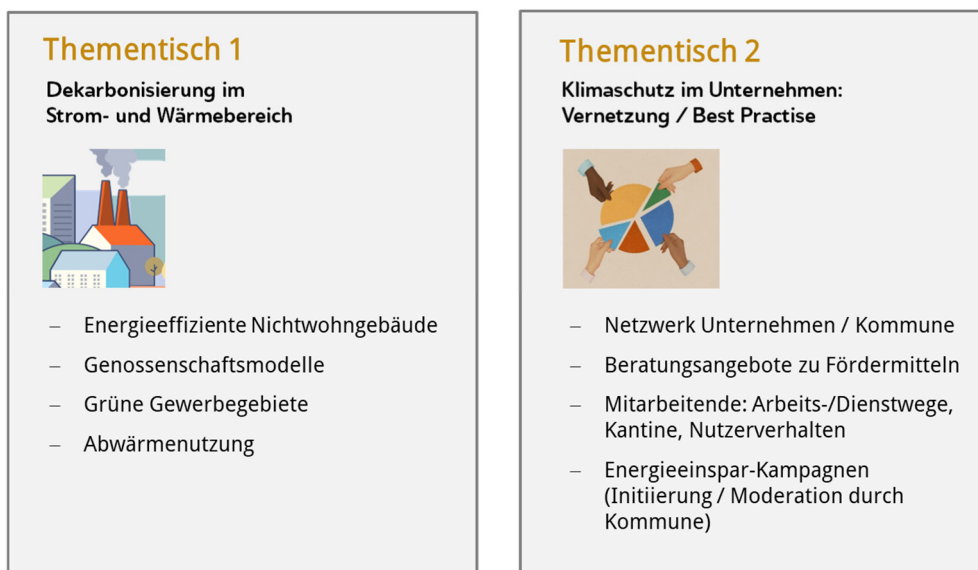 Thementisch 1
Dekarbonisierung im
Strom- und Wärmebereich
– Energieeffiziente Nichtwohngebäude
– Genossenschaftsmodelle
– Grüne Gewerbegebiete
– Abwärmenutzung
Thementisch 2
Klimaschutz im Unternehmen:
Vernetzung / Best Practise
– Netzwerk Unternehmen / Kommune
– Beratungsangebote zu Fördermitteln
– Mitarbeitende: Arbeits-/Dienstwege,
Kantine, Nutzerverhalten
– Energieeinspar-Kampagnen
(Initiierung / Moderation durch
Kommune)